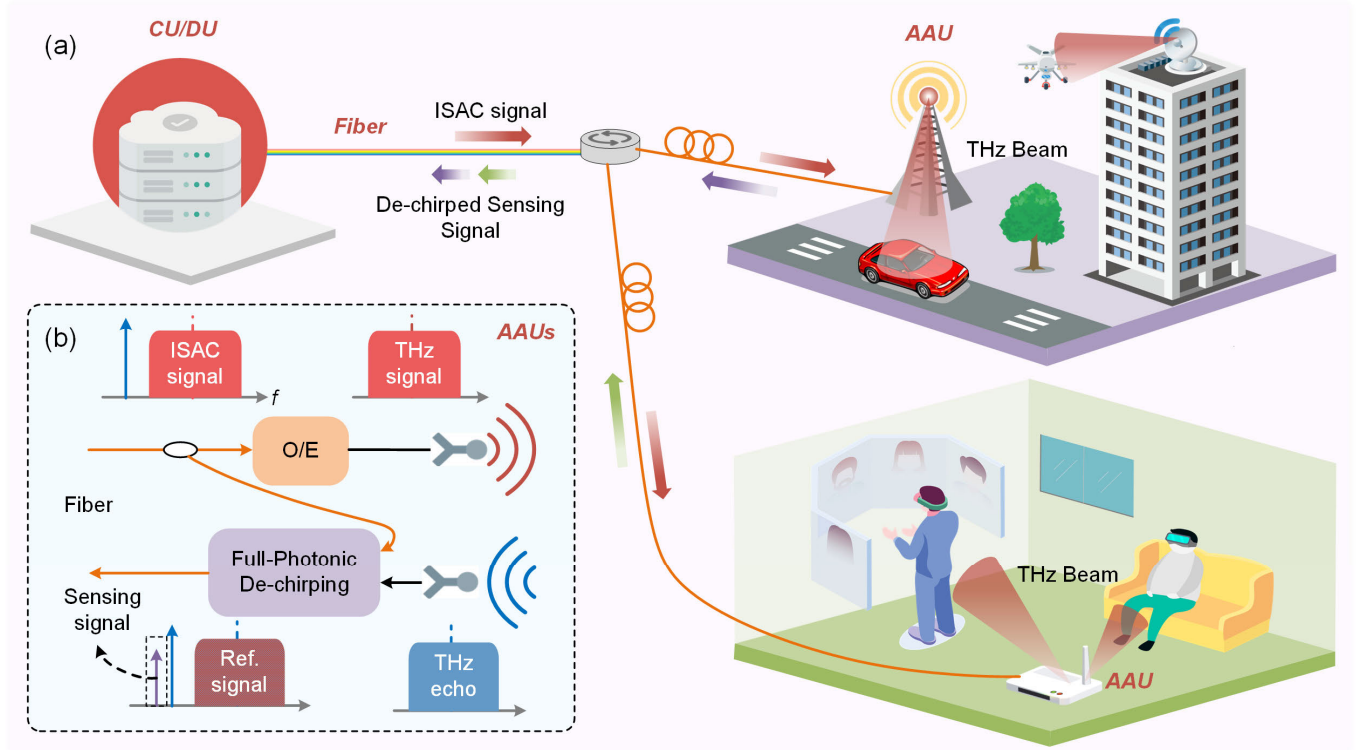 (a)
CU/DU
Fiber
ISAC signal
De-chirped Sensing
Signal
AAU
THz Beam
(b)
AAUs
ISAC
signal
f
THz
signal
O/E
Fiber
Full-Photonic
De-chirping
Sensing
signal
Ref.
signal
THz
echo
THz Beam
AAU